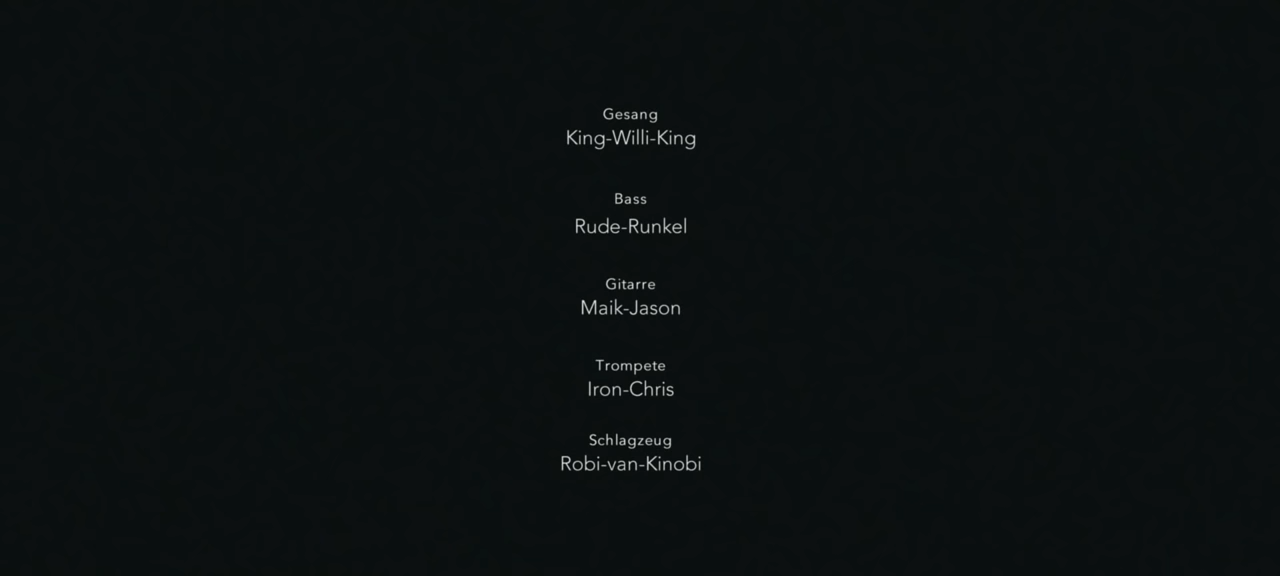 Gesang
King-Willi-King
Bass
Rude-Runkel
Gitarre
Maik-Jason
Trompete
Iron-Chris
Schlagzeug
Robi-van-Kinobi